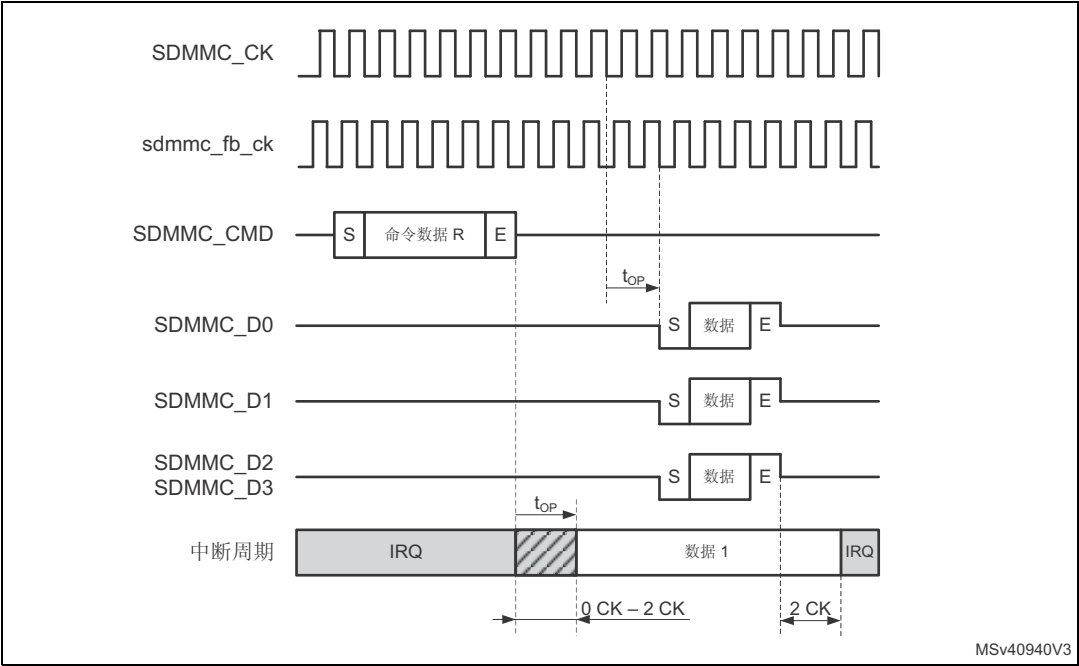 SDMMC_CK
sdmmc_fb_ck
SDMMC_CMD S 命令数据 R E
tOP
SDMMC_D0 S 数据 E
SDMMC_D1 S 数据 E
SDMMC_D2
SDMMC_D3 S 数据 E
tOP
中断周期 IRQ 数据 1 IRQ
0 CK – 2 CK 2 CK
MSv40940V3